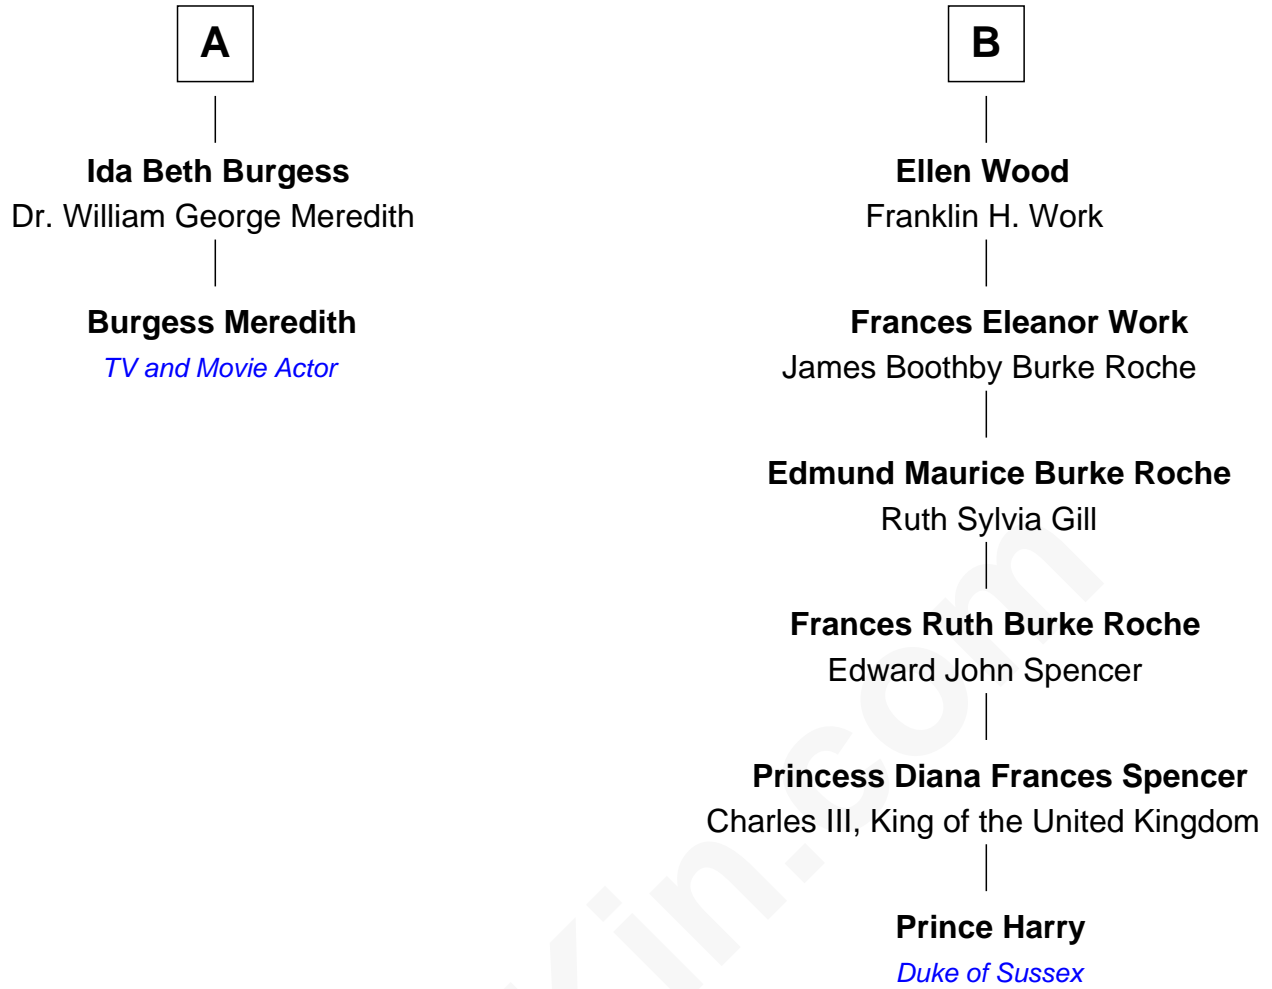 A
Ida Beth Burgess
Dr. William George Meredith
Burgess Meredith
TV and Movie Actor
B
Ellen Wood
Franklin H. Work
Frances Eleanor Work
James Boothby Burke Roche
Edmund Maurice Burke Roche
Ruth Sylvia Gill
Frances Ruth Burke Roche
Edward John Spencer
Princess Diana Frances Spencer
Charles III, King of the United Kingdom
Prince Harry
Duke of Sussex